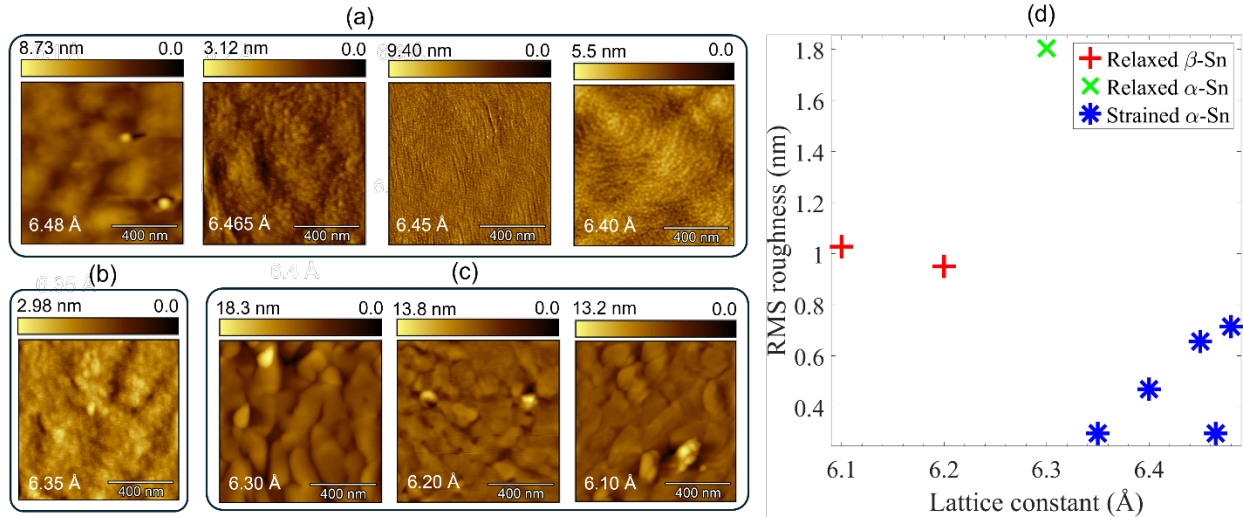 (a)
8.73 nm 0.0
3.12 nm 0.0
9.40 nm 0.0
5.5 nm 0.0
6.48 Å 400 nm
6.465 Å 400 nm
6.45 Å 400 nm
6.40 Å 400 nm
(b)
6.35 Å
2.98 nm 0.0
6.35 Å 400 nm
6.4 Å
(c)
18.3 nm 0.0
13.8 nm 0.0
13.2 nm 0.0
6.30 Å 400 nm
6.20 Å 400 nm
6.10 Å 400 nm
(d)
RMS roughness (nm)
1.8
1.6
1.4
1.2
1
0.8
0.6
0.4
Relaxed β-Sn
Relaxed α-Sn
Strained α-Sn
6.1 6.2 6.3 6.4
Lattice constant (Å)